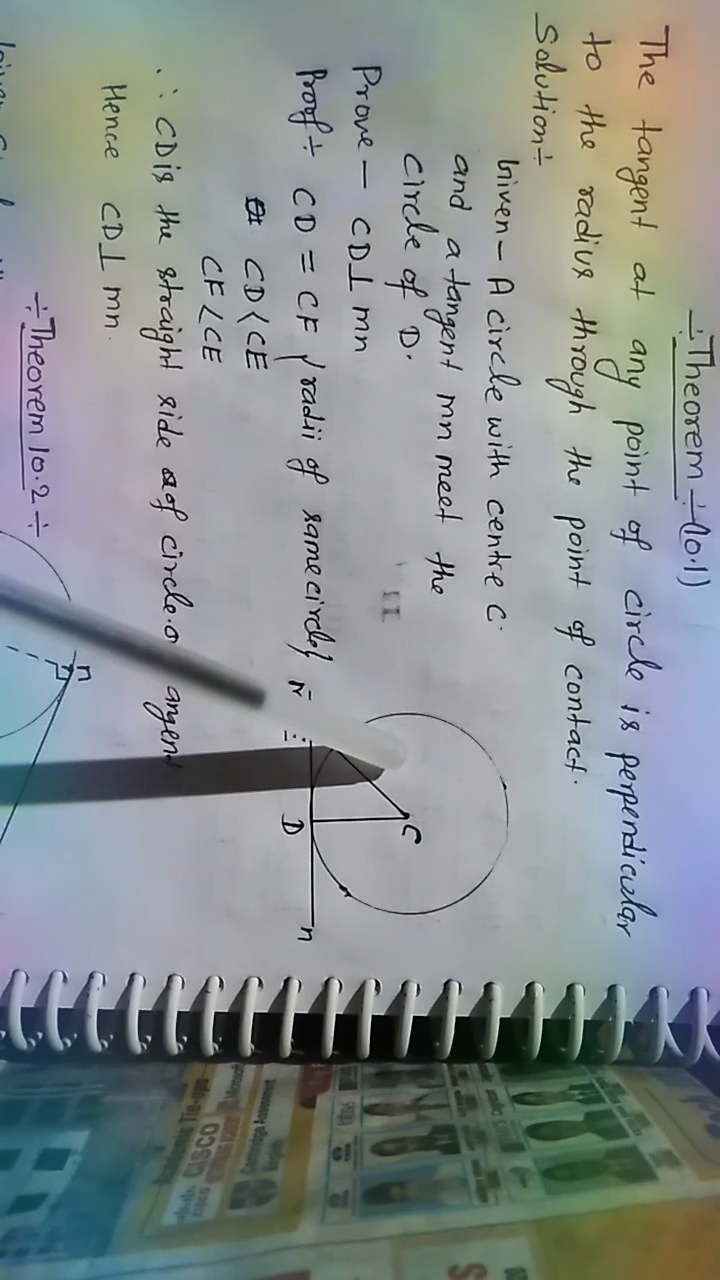 ÷Theorem÷(10.1)
The tangent at any point of circle is perpendicular
to the radius through the point of contact.
Solution÷
Given- A circle with centre C.
and a tangent mn meet the
circle of D.
Prove- CD⊥mn
Proof÷ CD = CF {radii of same circle}
CD<CE
CF<CE
∴ CD is the straight side of circle.
Hence CD⊥mn.
÷Theorem 10.2÷
C
D
n
n
CISCO